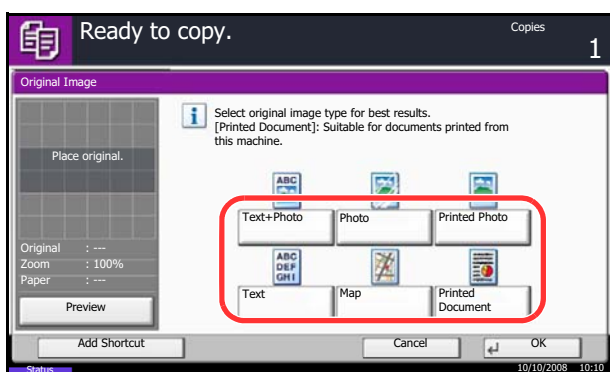 Ready to copy.
Copies
1
Original Image
Place original.
Original : ---
Zoom : 100%
Paper : ---
Preview
Select original image type for best results.
[Printed Document]: Suitable for documents printed from
this machine.
ABC
Text+Photo
Photo
Printed Photo
ABC
DEF
GHI
Text
Map
Printed
Document
Add Shortcut
Cancel
OK
Status
10/10/2008 10:10